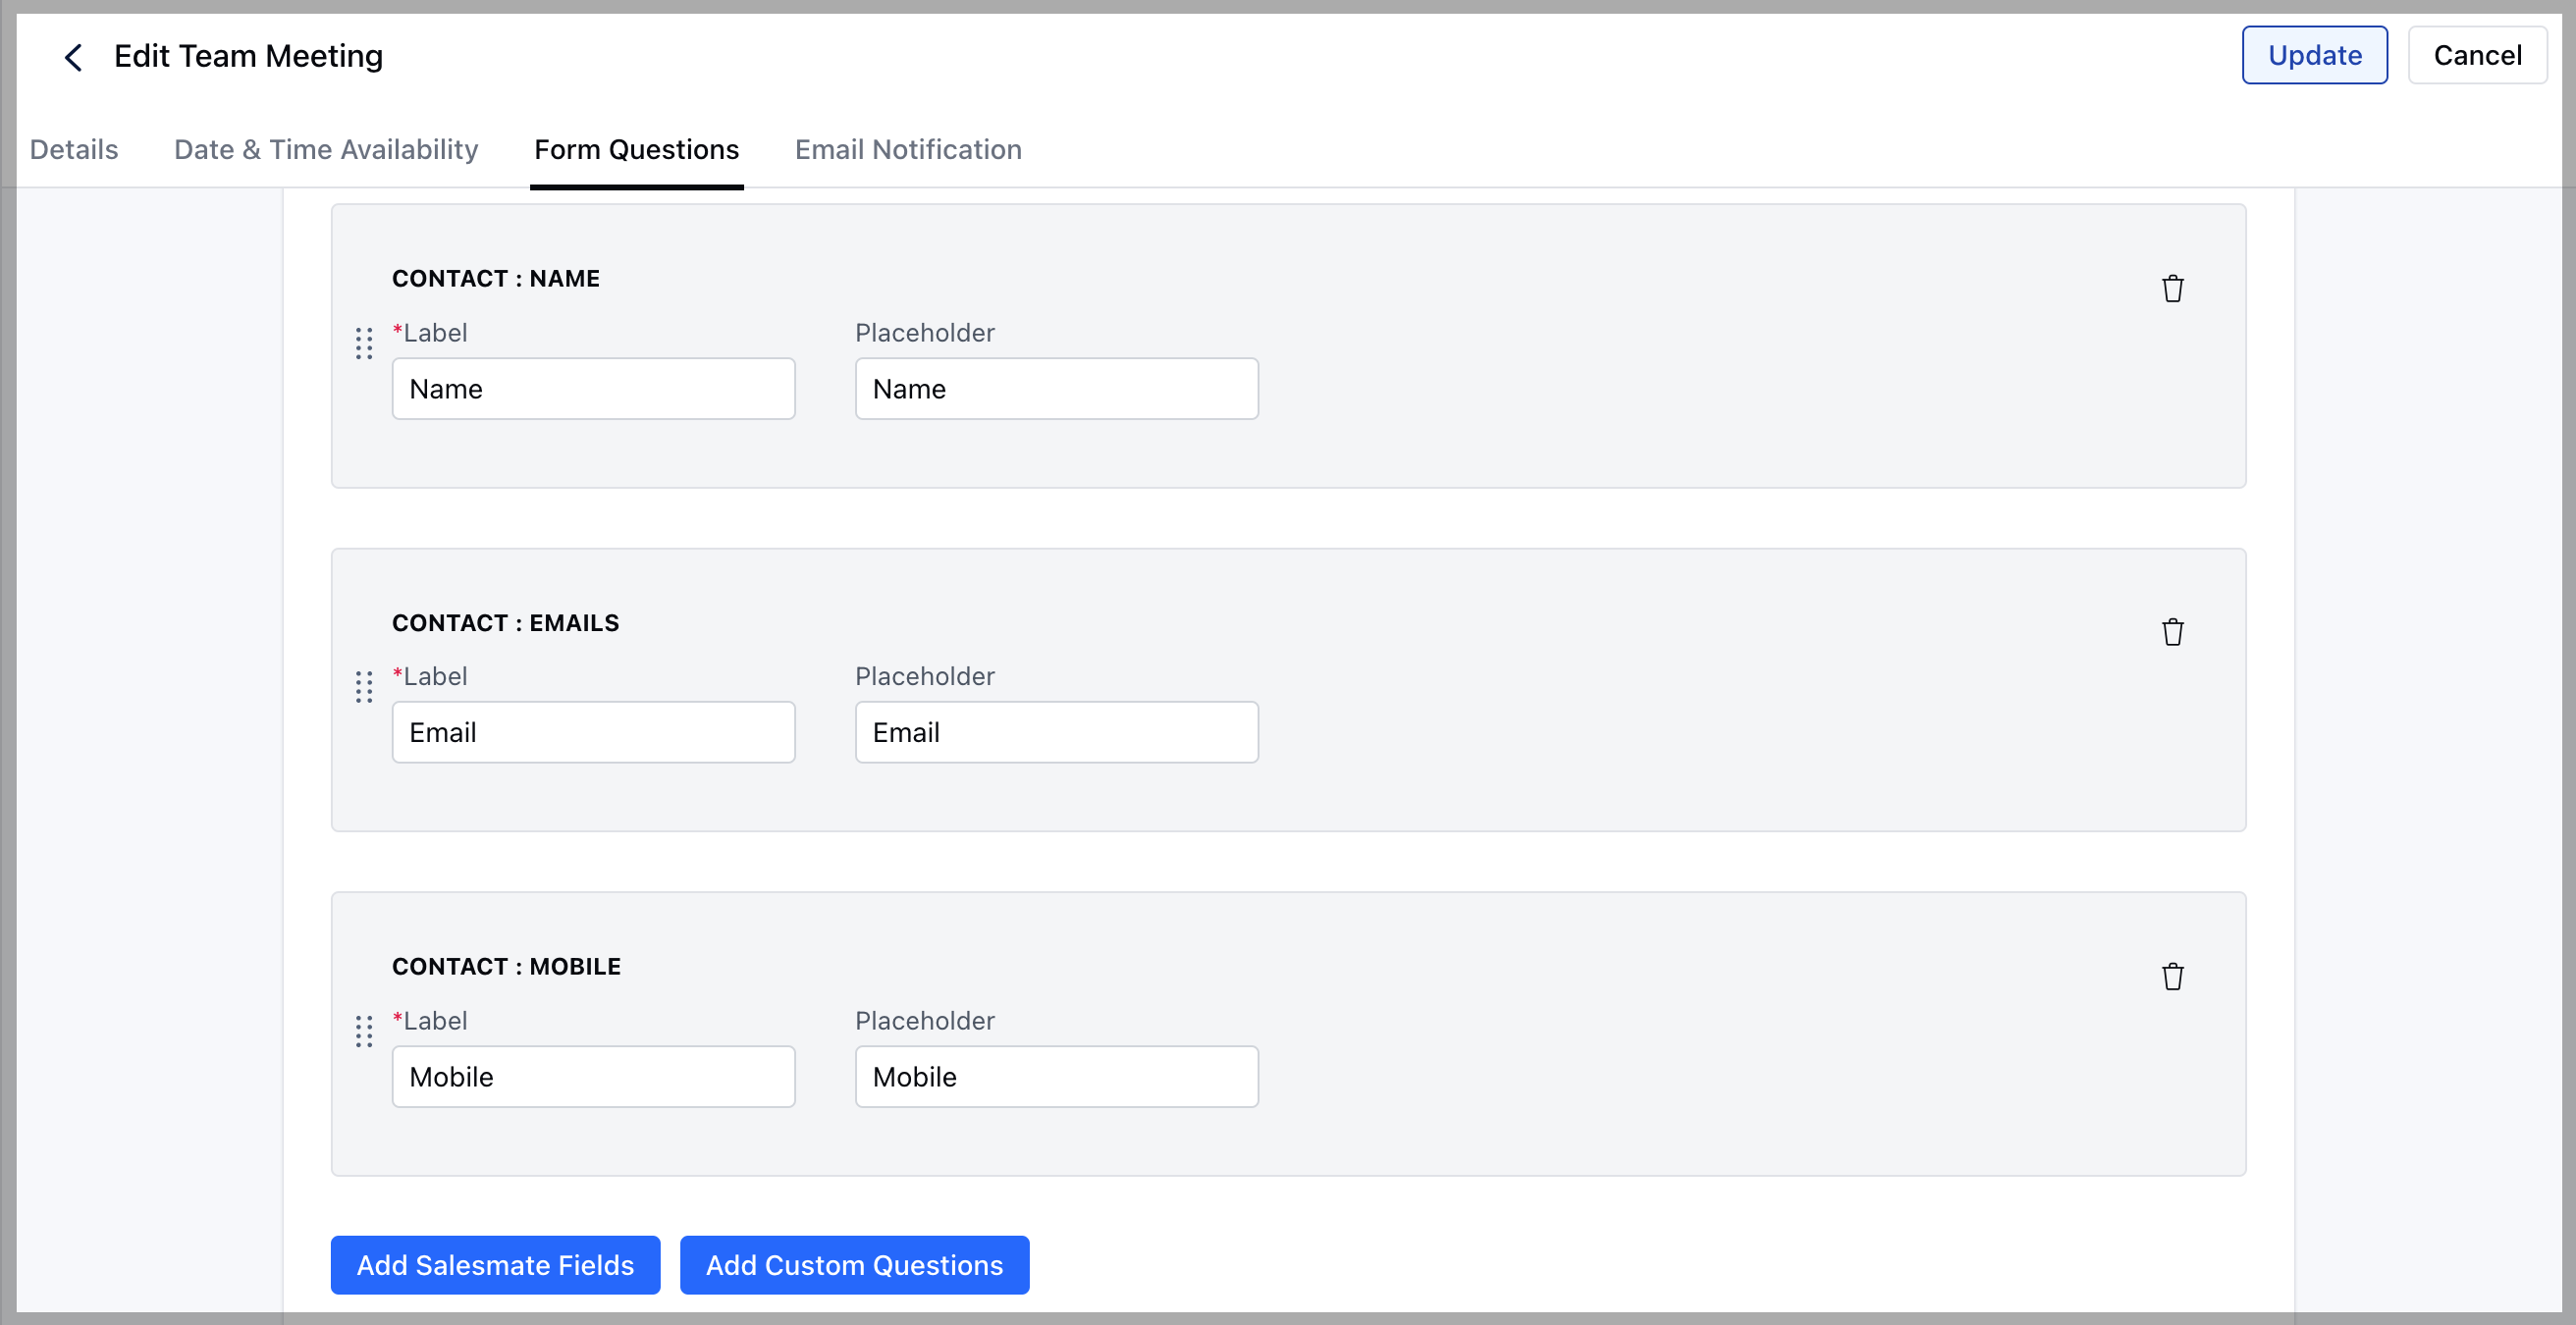 Edit Team Meeting
Update Cancel
Details Date & Time Availability Form Questions Email Notification
CONTACT : NAME
*Label Placeholder
Name Name
CONTACT : EMAILS
*Label Placeholder
Email Email
CONTACT : MOBILE
*Label Placeholder
Mobile Mobile
Add Salesmate Fields Add Custom Questions